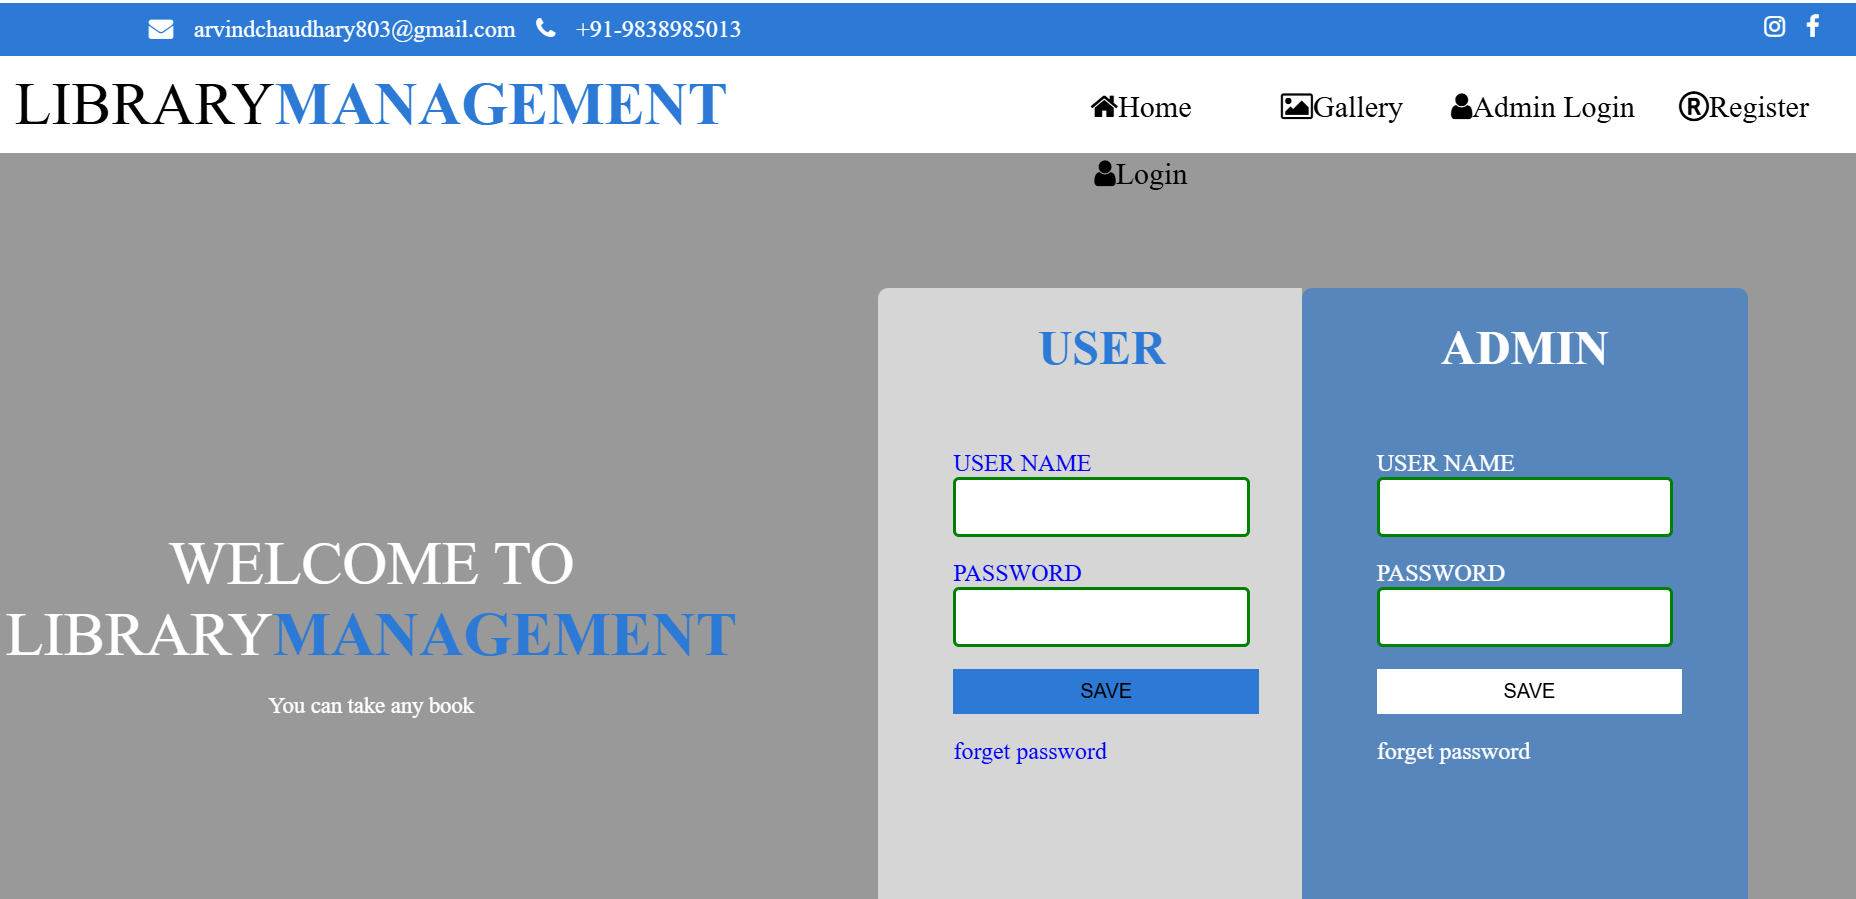 arvindchaudhary803@gmail.com +91-9838985013
LIBRARYMANAGEMENT
Home Gallery Admin Login Register
Login
WELCOME TO
LIBRARYMANAGEMENT
You can take any book
USER
USER NAME
PASSWORD
SAVE
forget password
ADMIN
USER NAME
PASSWORD
SAVE
forget password